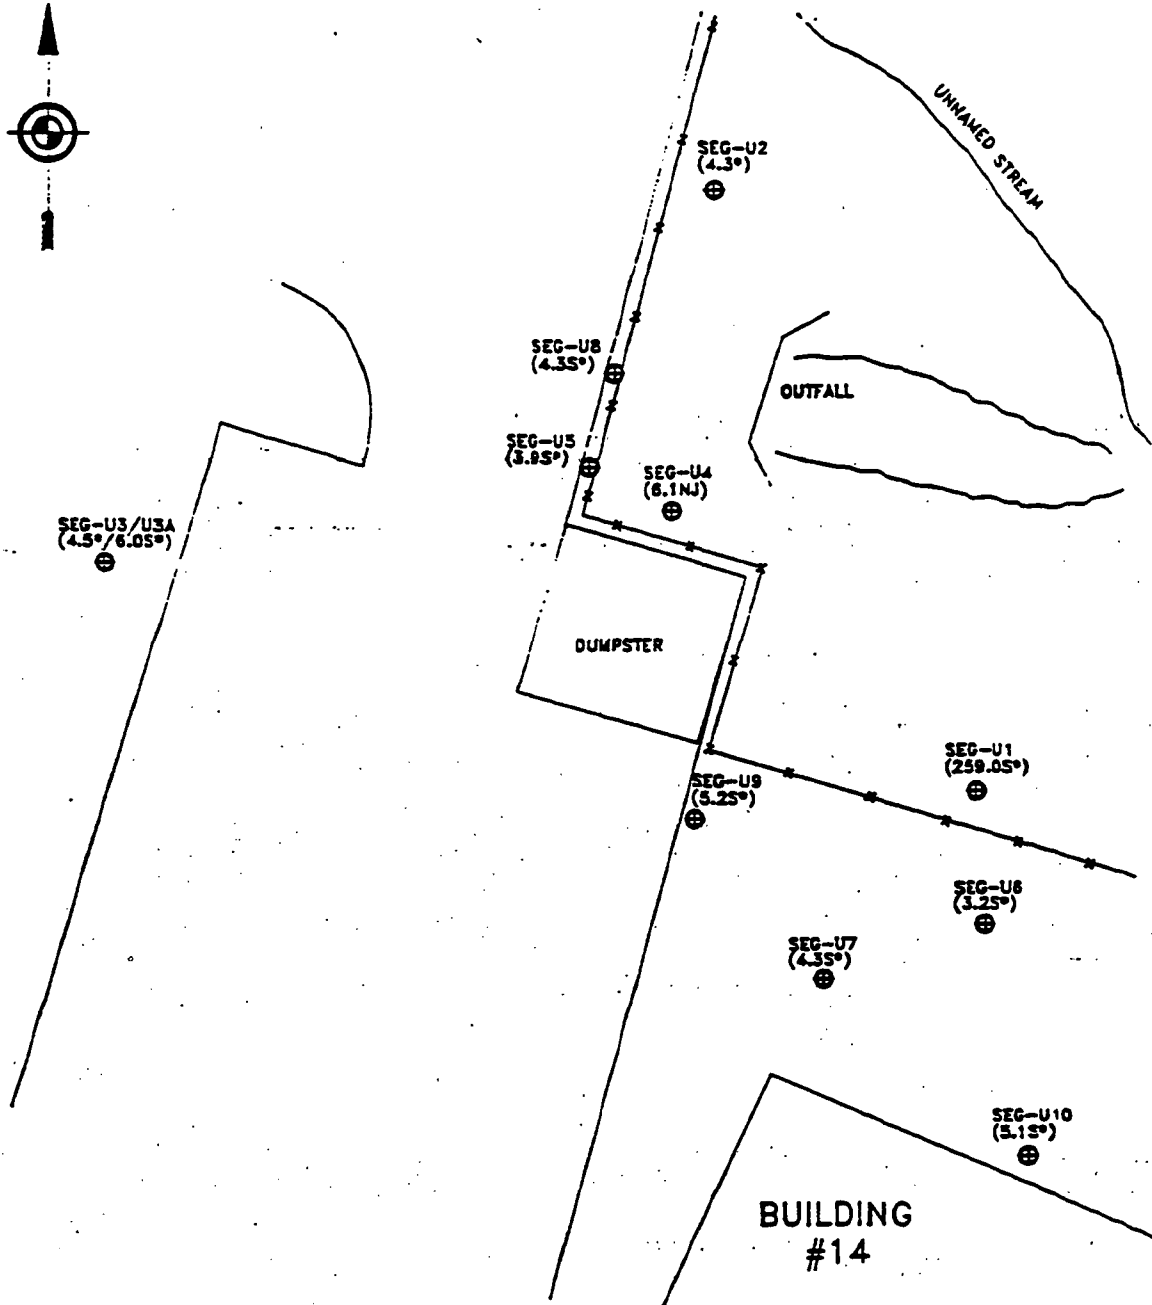 UNNAMED STREAM
SEG-U2
(4.3*)
SEG-U8
(4.3S*)
OUTFALL
SEG-U5
(3.9S*)
SEG-U4
(6.1NJ)
SEG-U3/U3A
(4.5*/6.0S*)
DUMPSTER
SEG-U1
(259.0S*)
SEG-U9
(5.2S*)
SEG-U6
(3.2S*)
SEG-U7
(4.3S*)
SEG-U10
(5.1S*)
BUILDING
#14